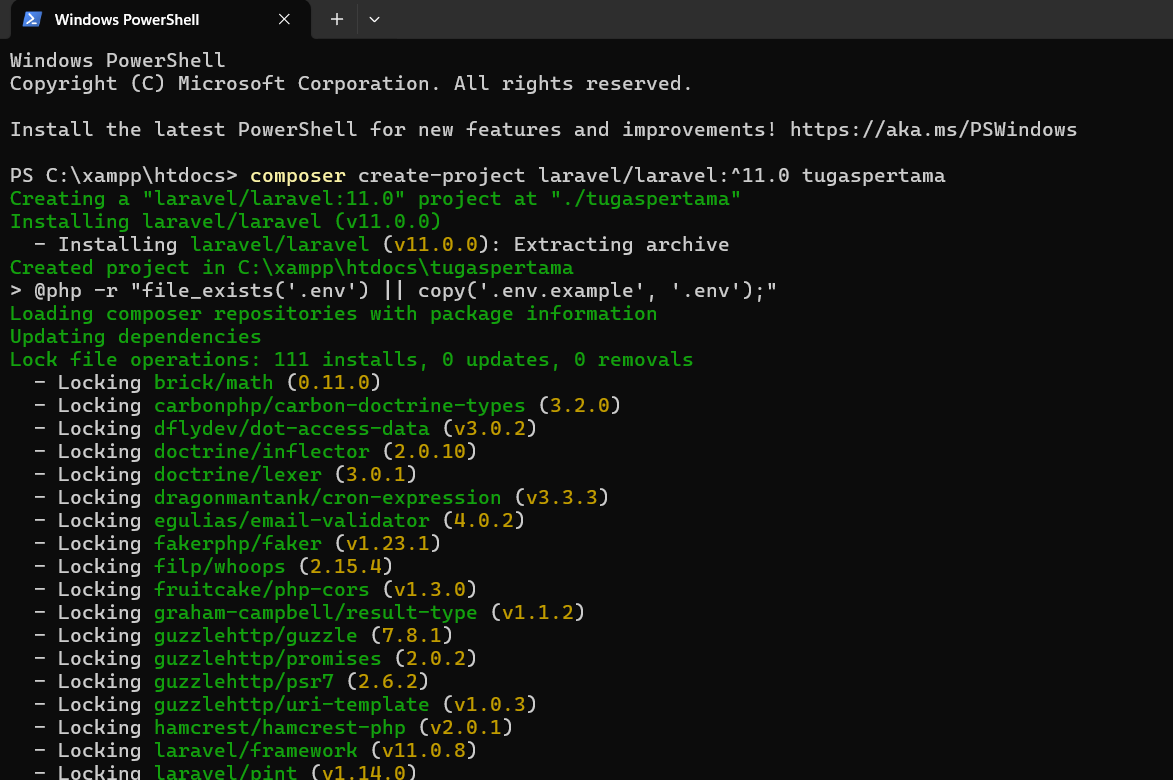 Windows PowerShell
Windows PowerShell
Copyright (C) Microsoft Corporation. All rights reserved.
Install the latest PowerShell for new features and improvements! https://aka.ms/PSWindows
PS C:\xampp\htdocs> composer create-project laravel/laravel:^11.0 tugaspertama
Creating a "laravel/laravel:11.0" project at "./tugaspertama"
Installing laravel/laravel (v11.0.0)
  - Installing laravel/laravel (v11.0.0): Extracting archive
Created project in C:\xampp\htdocs\tugaspertama
> @php -r "file_exists('.env') || copy('.env.example', '.env');"
Loading composer repositories with package information
Updating dependencies
Lock file operations: 111 installs, 0 updates, 0 removals
  - Locking brick/math (0.11.0)
  - Locking carbonphp/carbon-doctrine-types (3.2.0)
  - Locking dflydev/dot-access-data (v3.0.2)
  - Locking doctrine/inflector (2.0.10)
  - Locking doctrine/lexer (3.0.1)
  - Locking dragonmantank/cron-expression (v3.3.3)
  - Locking egulias/email-validator (4.0.2)
  - Locking fakerphp/faker (v1.23.1)
  - Locking filp/whoops (2.15.4)
  - Locking fruitcake/php-cors (v1.3.0)
  - Locking graham-campbell/result-type (v1.1.2)
  - Locking guzzlehttp/guzzle (7.8.1)
  - Locking guzzlehttp/promises (2.0.2)
  - Locking guzzlehttp/psr7 (2.6.2)
  - Locking guzzlehttp/uri-template (v1.0.3)
  - Locking hamcrest/hamcrest-php (v2.0.1)
  - Locking laravel/framework (v11.0.8)
  - Locking laravel/pint (v1.14.0)